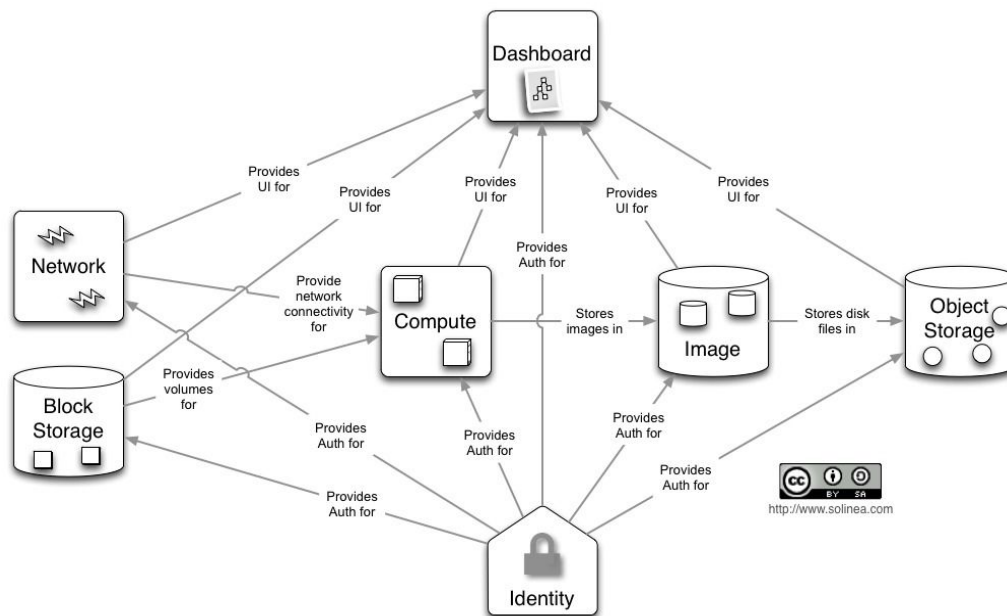 Dashboard
Provides
UI for
Provides
UI for
Provides
UI for
Provides
UI for
Provides
UI for
Provides
Auth for
Network
Provide
network
connectivity
for
Compute
Stores
images in
Image
Stores disk
files in
Object
Storage
Block
Storage
Provides
volumes
for
Provides
Auth for
Provides
Auth for
Provides
Auth for
Provides
Auth for
Provides
Auth for
Identity
cc
BY SA
http://www.solinea.com